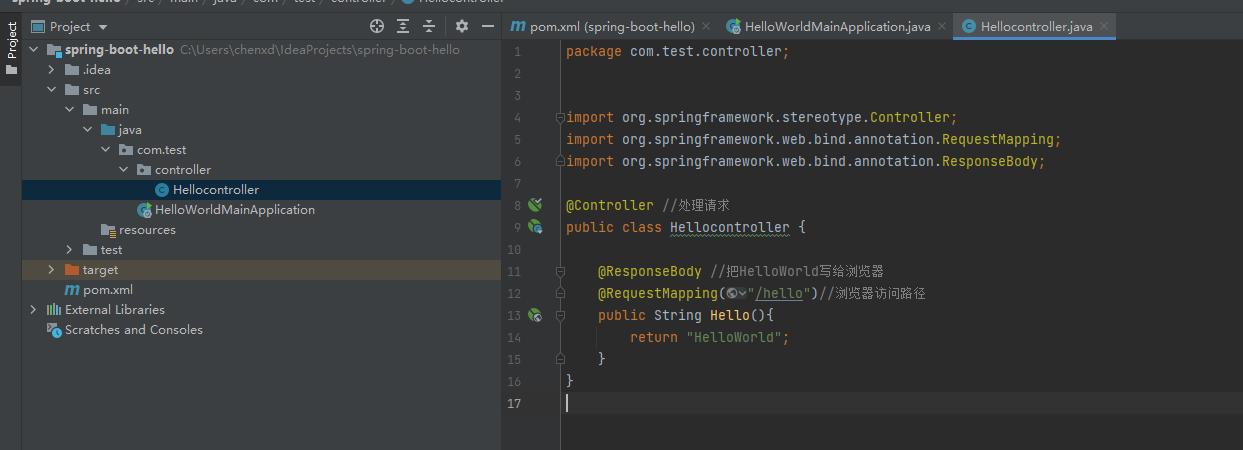 spring-boot-hello / src / main / java / com / test / controller / Hellocontroller
Project
Project
spring-boot-hello C:\Users\chenxd\IdeaProjects\spring-boot-hello
.idea
src
main
java
com.test
controller
Hellocontroller
HelloWorldMainApplication
resources
test
target
pom.xml
External Libraries
Scratches and Consoles
pom.xml (spring-boot-hello) HelloWorldMainApplication.java Hellocontroller.java
1 package com.test.controller;
2
3
4 import org.springframework.stereotype.Controller;
5 import org.springframework.web.bind.annotation.RequestMapping;
6 import org.springframework.web.bind.annotation.ResponseBody;
7
8 @Controller //处理请求
9 public class Hellocontroller {
10
11 @ResponseBody //把HelloWorld写给浏览器
12 @RequestMapping("/hello")//浏览器访问路径
13 public String Hello(){
14 return "HelloWorld";
15 }
16 }
17